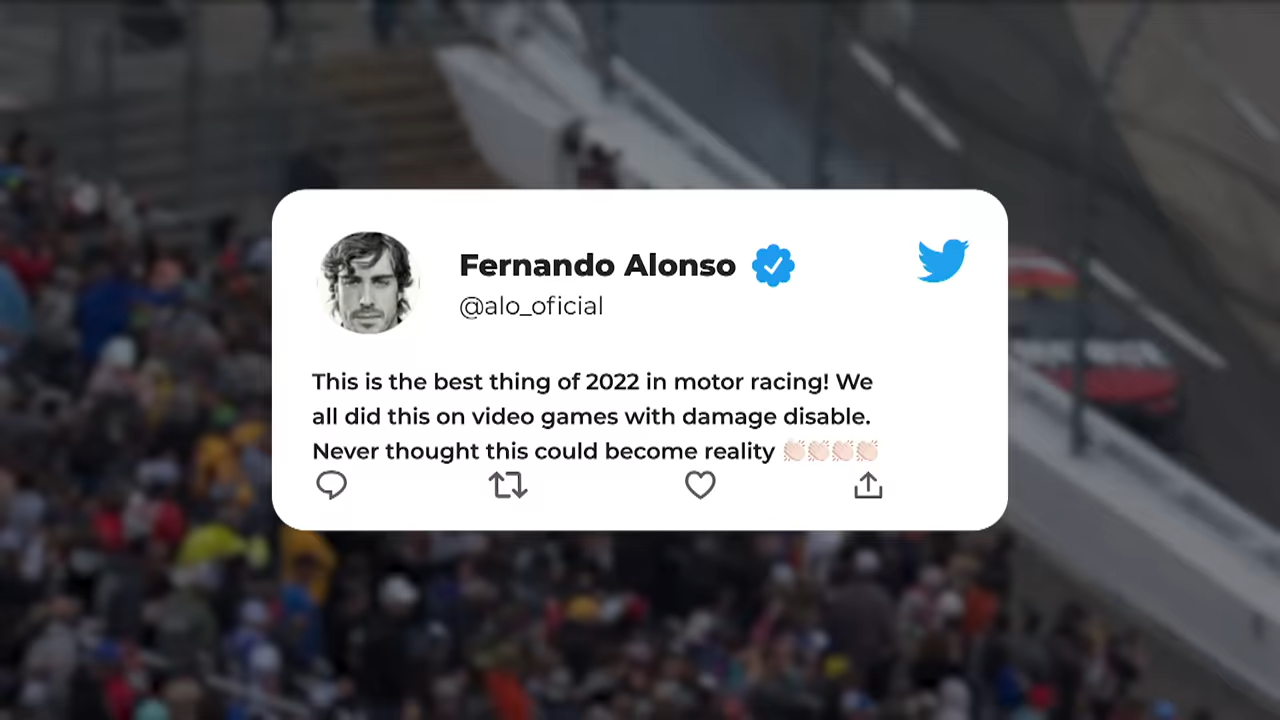 Fernando Alonso
@alo_oficial
This is the best thing of 2022 in motor racing! We
all did this on video games with damage disable.
Never thought this could become reality 👏🏻👏🏻👏🏻👏🏻